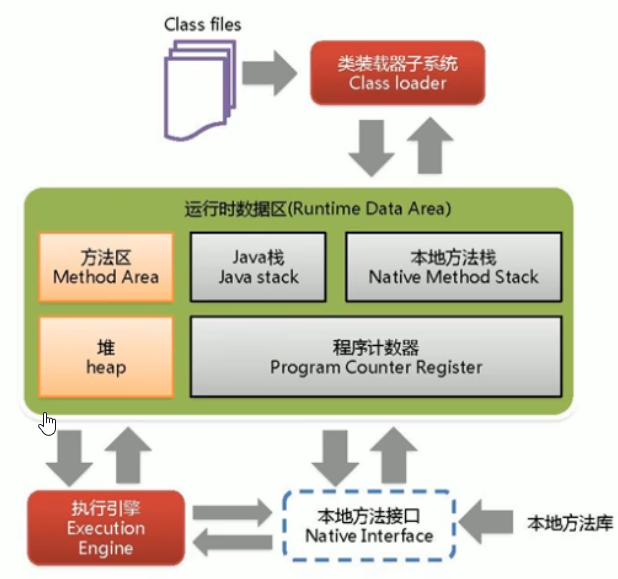 Class files
类装载器子系统
Class loader
运行时数据区(Runtime Data Area)
方法区
Method Area
Java栈
Java stack
本地方法栈
Native Method Stack
堆
heap
程序计数器
Program Counter Register
执行引擎
Execution
Engine
本地方法接口
Native Interface
本地方法库